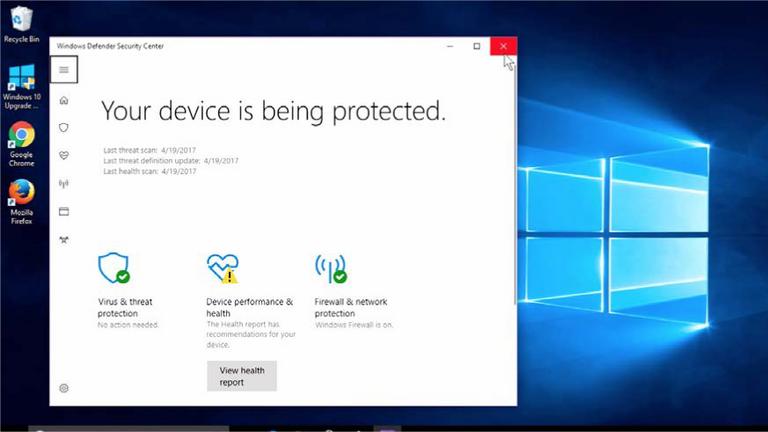 Recycle Bin
Windows 10
Upgrade ...
Google
Chrome
Mozilla
Firefox
Windows Defender Security Center
Your device is being protected.
Last threat scan: 4/19/2017
Last threat definition update: 4/19/2017
Last health scan: 4/19/2017
Virus & threat
protection
No action needed.
Device performance &
health
The Health report has
recommendations for your
device.
View health
report
Firewall & network
protection
Windows Firewall is on.